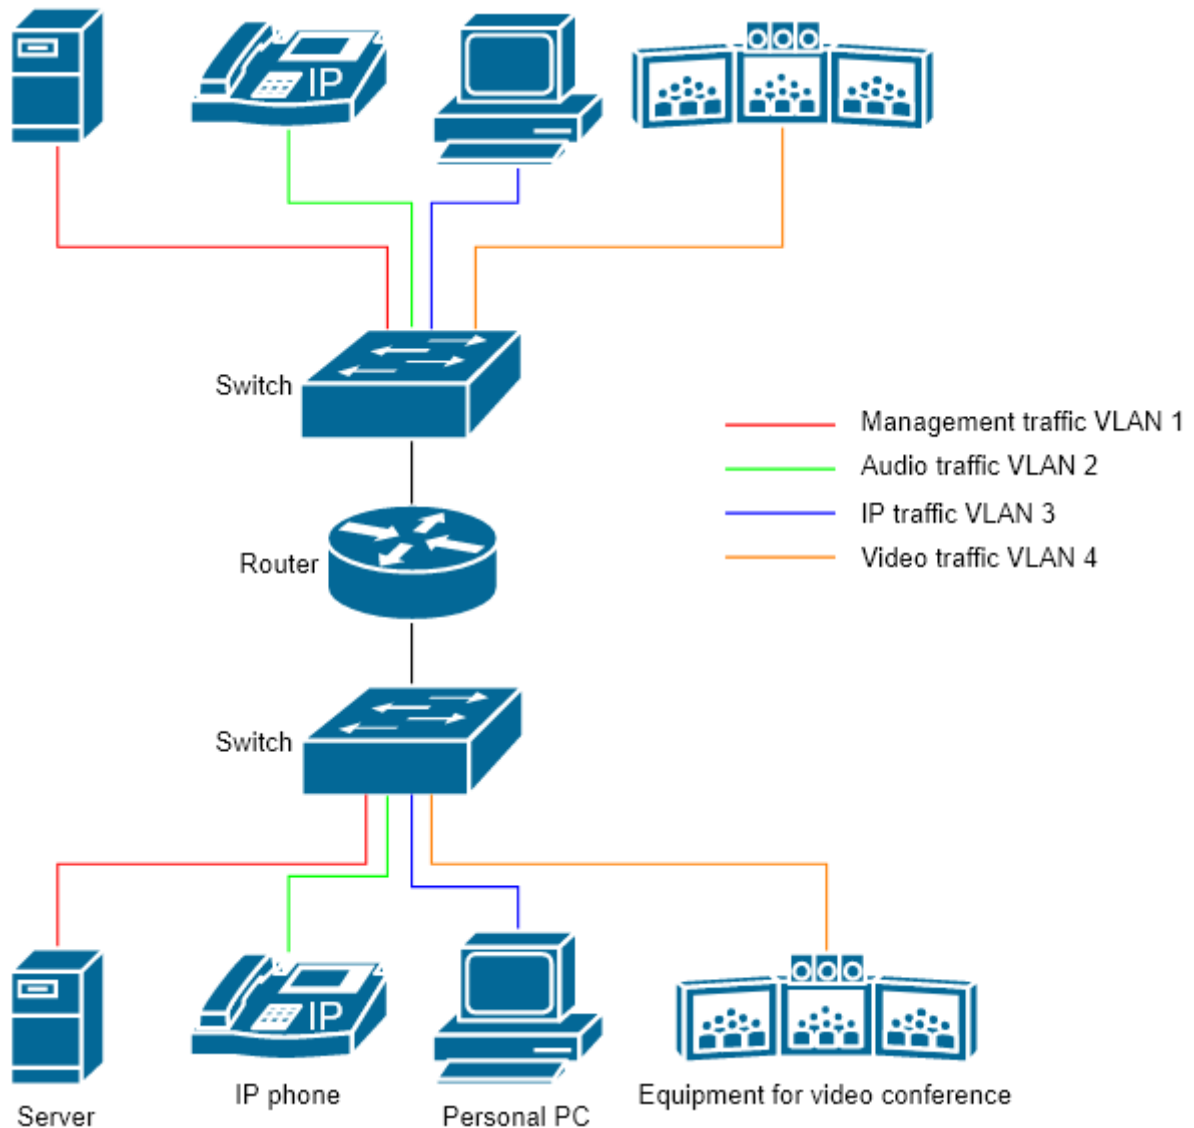 IP
Switch
Management traffic VLAN 1
Audio traffic VLAN 2
IP traffic VLAN 3
Video traffic VLAN 4
Router
Switch
IP
Server
IP phone
Personal PC
Equipment for video conference